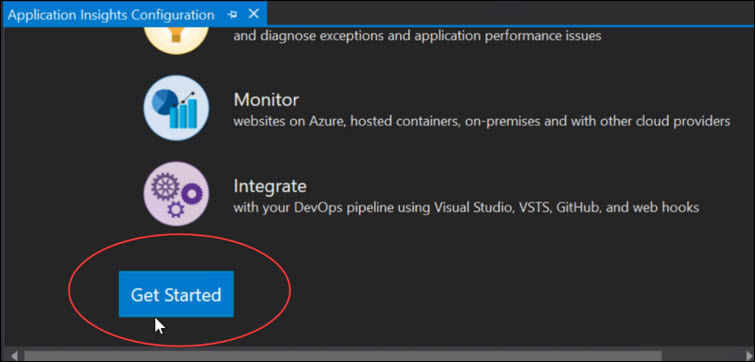 Application Insights Configuration
and diagnose exceptions and application performance issues
Monitor
websites on Azure, hosted containers, on-premises and with other cloud providers
Integrate
with your DevOps pipeline using Visual Studio, VSTS, GitHub, and web hooks
Get Started